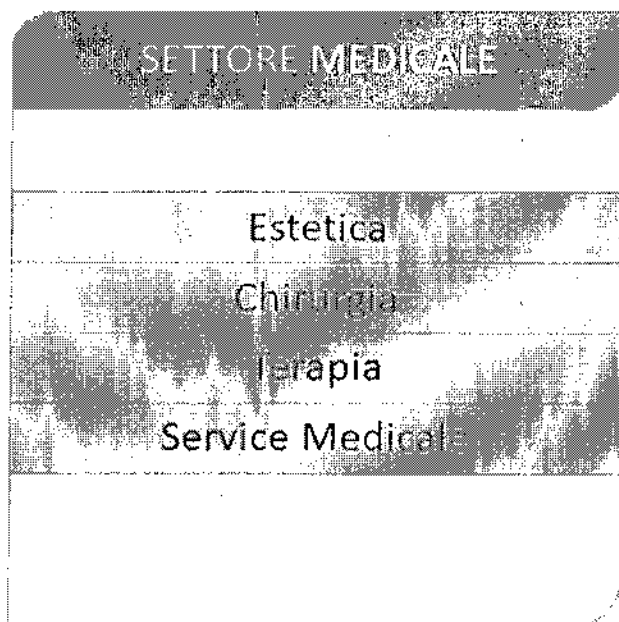 SETTORE MEDICALE
Estetica
Chirurgia
Terapia
Service Medicale